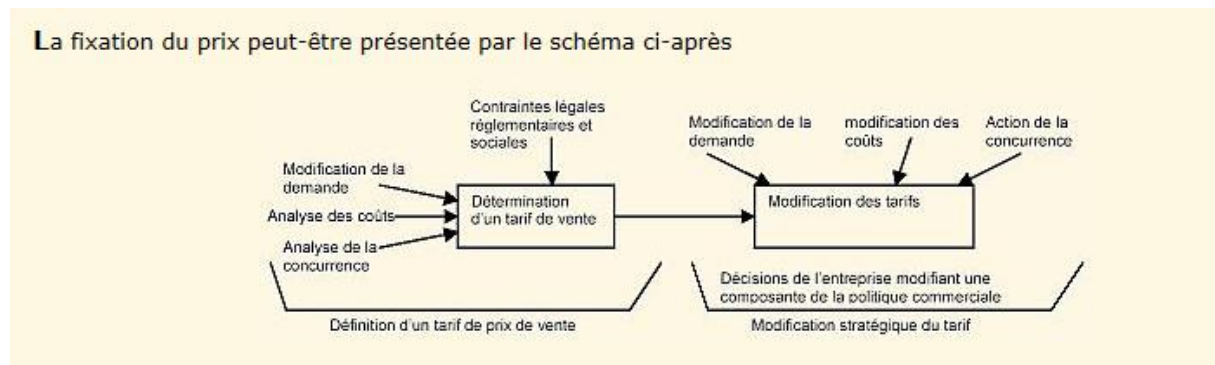 La fixation du prix peut-être présentée par le schéma ci-après
Contraintes légales
réglementaires et
sociales
Modification de la
demande
Analyse des coûts
Analyse de la
concurrence
Détermination
d'un tarif de vente
Définition d'un tarif de prix de vente
Modification de la
demande
modification des
coûts
Action de la
concurrence
Modification des tarifs
Décisions de l'entreprise modifiant une
composante de la politique commerciale
Modification stratégique du tarif